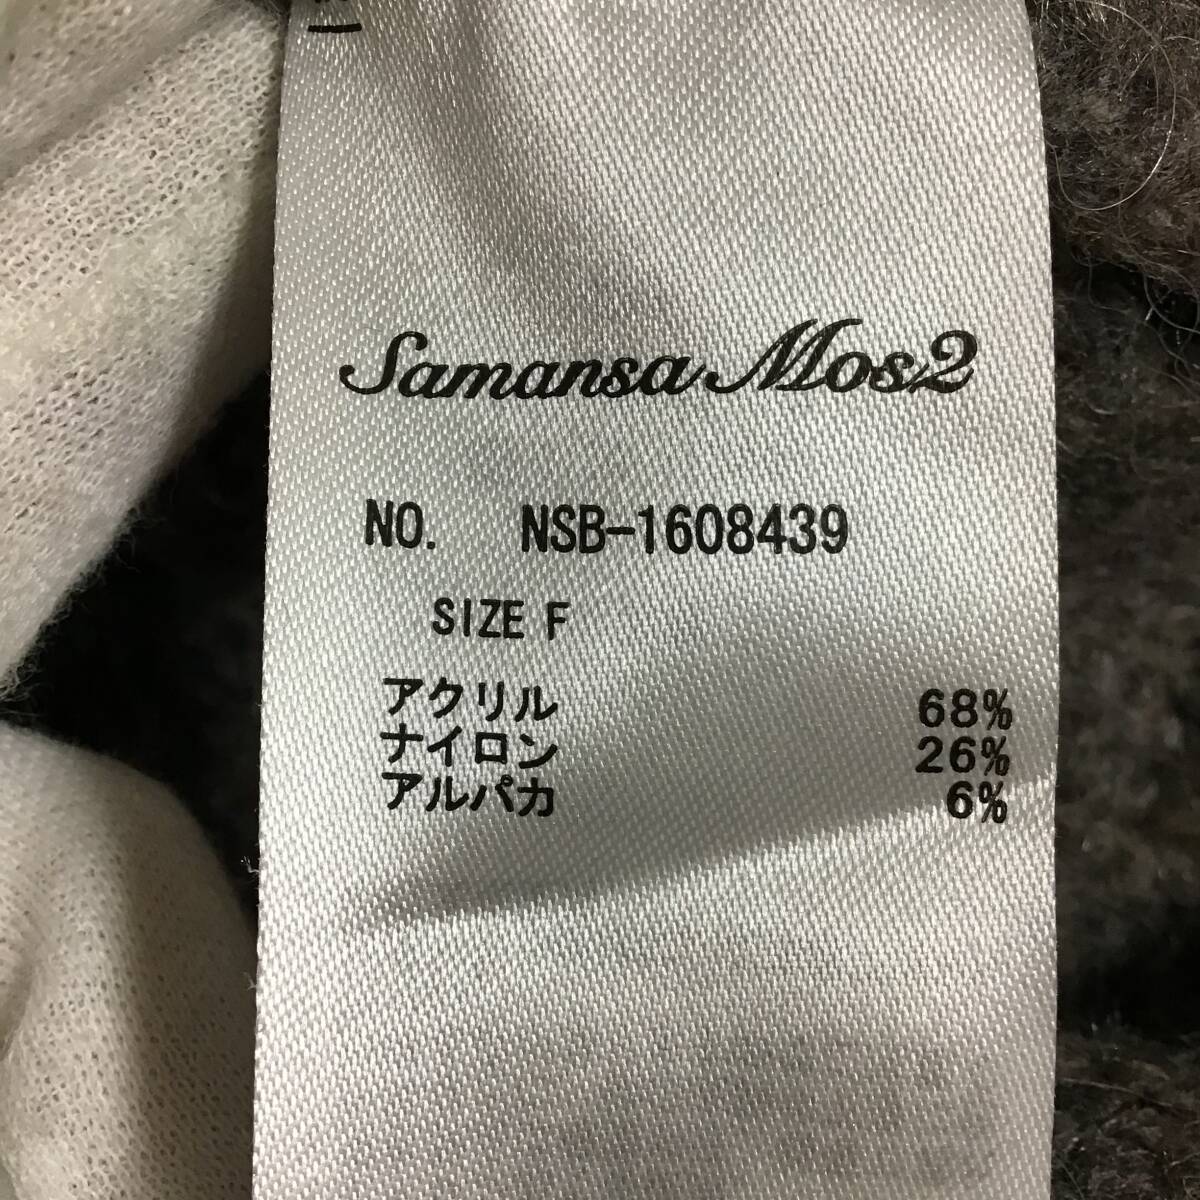 Samansa Mos2
NO. NSB-1608439
SIZE F
アクリル 68%
ナイロン 26%
アルパカ 6%